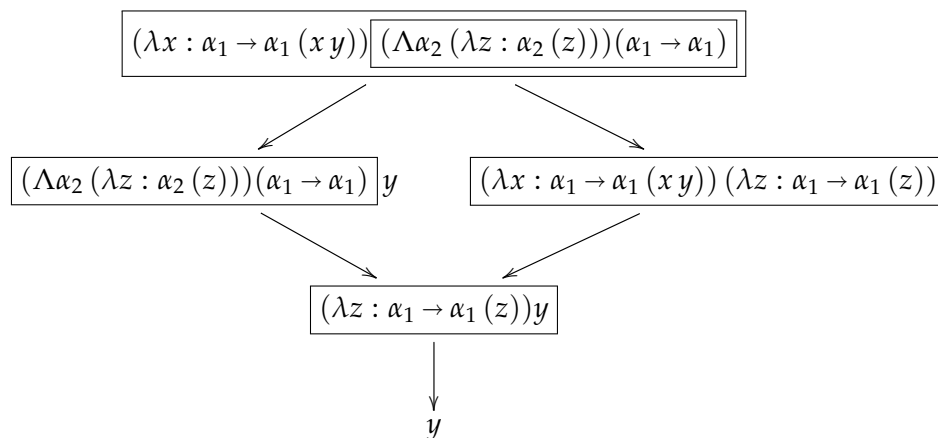 (λx : α₁ → α₁ (x y)) (Λα₂ (λz : α₂ (z)))(α₁ → α₁)
(Λα₂ (λz : α₂ (z)))(α₁ → α₁) y
(λx : α₁ → α₁ (x y)) (λz : α₁ → α₁ (z))
(λz : α₁ → α₁ (z))y
y